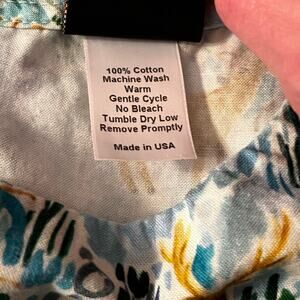 100% Cotton
Machine Wash
Warm
Gentle Cycle
No Bleach
Tumble Dry Low
Remove Promptly
Made in USA